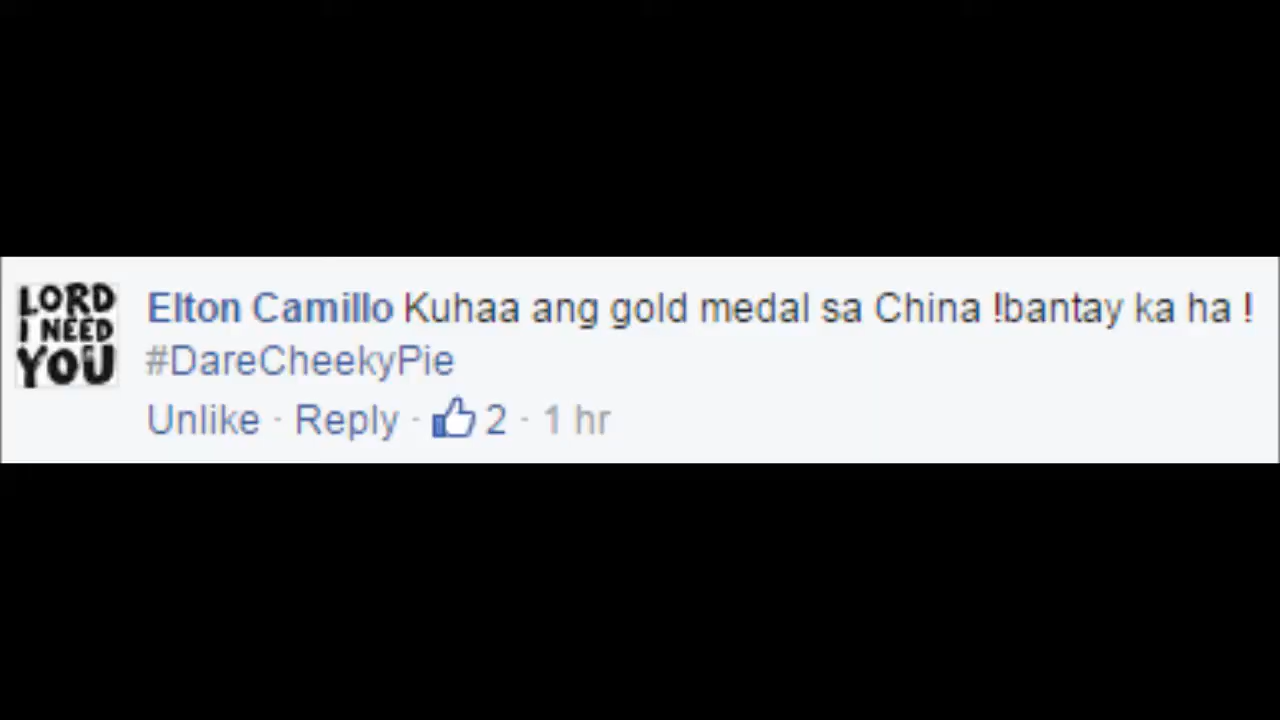 LORD
I NEED
YOU
Elton Camillo Kuhaa ang gold medal sa China !bantay ka ha !
#DareCheekyPie
Unlike · Reply · 2 · 1 hr